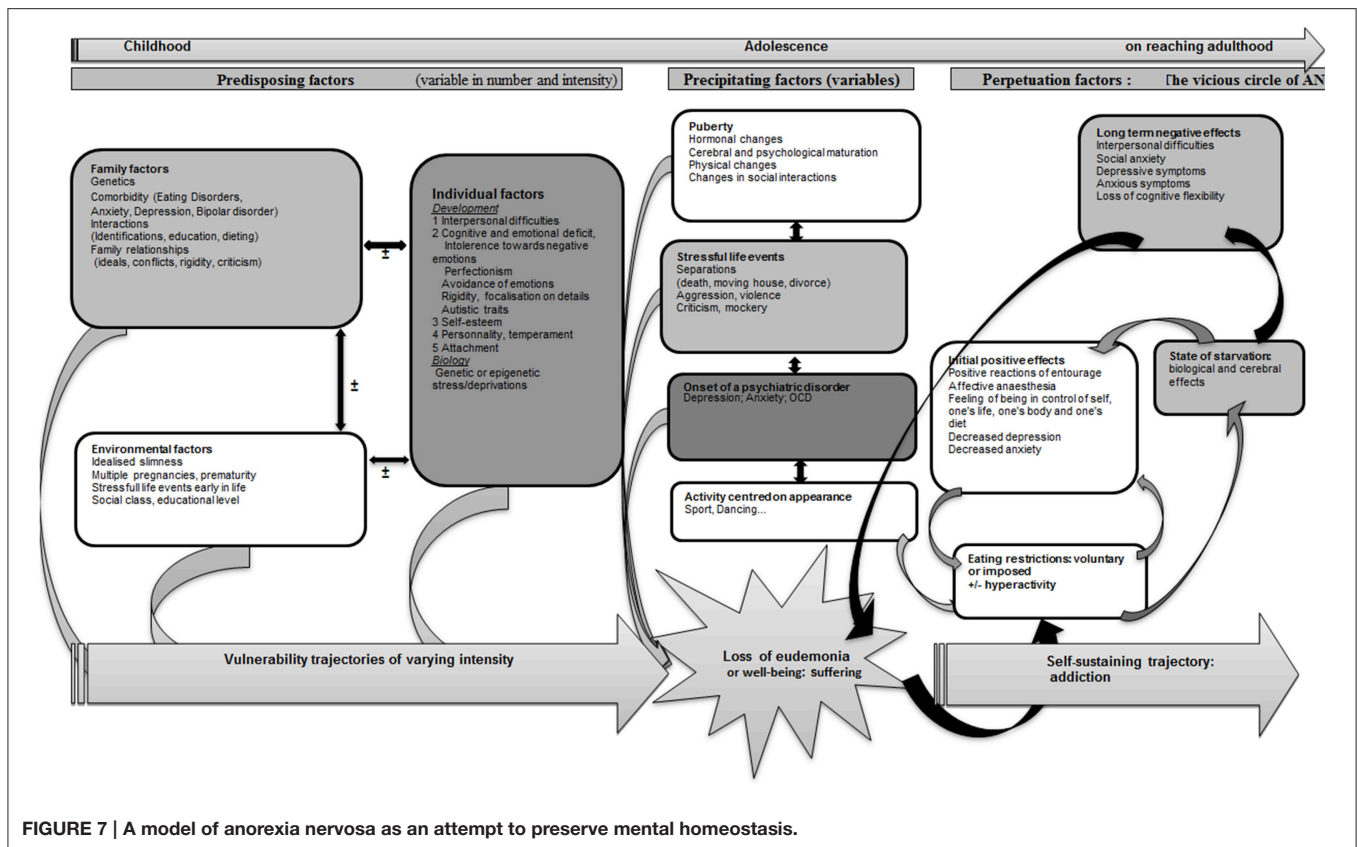 Childhood
Adolescence
on reaching adulthood
Predisposing factors (variable in number and intensity)
Precipitating factors (variables)
Perpetuation factors : The vicious circle of AN
Family factors
Genetics
Comorbidity (Eating Disorders,
Anxiety, Depression, Bipolar disorder)
Interactions
(Identifications, education, dieting)
Family relationships
(ideals, conflicts, rigidity, criticism)
±
±
Environmental factors
Idealised slimness
Multiple pregnancies, prematurity
Stressfull life events early in life
Social class, educational level
±
Individual factors
Development
1 Interpersonal difficulties
2 Cognitive and emotional deficit,
Intolerence towards negative
emotions
Perfectionism
Avoidance of emotions
Rigidity, focalisation on details
Autistic traits
3 Self-esteem
4 Personnality, temperament
5 Attachment
Biology
Genetic or epigenetic
stress/deprivations
Puberty
Hormonal changes
Cerebral and psychological maturation
Physical changes
Changes in social interactions
Stressful life events
Separations
(death, moving house, divorce)
Aggression, violence
Criticism, mockery
Onset of a psychiatric disorder
Depression; Anxiety; OCD
Activity centred on appearance
Sport, Dancing...
Long term negative effects
Interpersonal difficulties
Social anxiety
Depressive symptoms
Anxious symptoms
Loss of cognitive flexibility
Initial positive effects
Positive reactions of entourage
Affective anaesthesia
Feeling of being in control of self,
one's life, one's body and one's
diet
Decreased depression
Decreased anxiety
State of starvation:
biological and cerebral
effects
Eating restrictions: voluntary
or imposed
+/- hyperactivity
Vulnerability trajectories of varying intensity
Loss of eudemonia
or well-being: suffering
Self-sustaining trajectory:
addiction
FIGURE 7 | A model of anorexia nervosa as an attempt to preserve mental homeostasis.